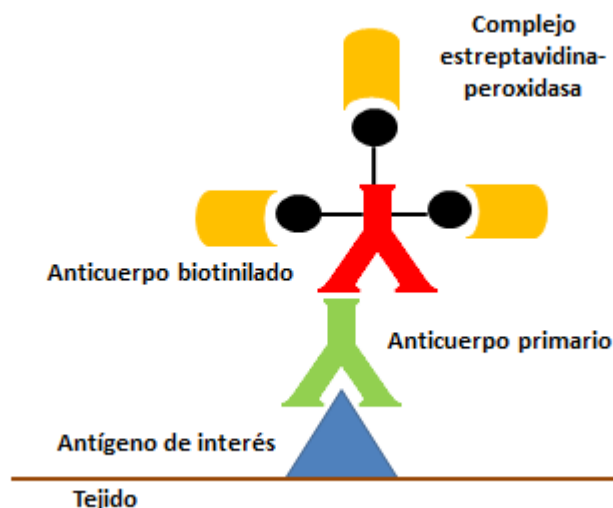 Complejo
estreptavidina-
peroxidasa
Anticuerpo biotinilado
Anticuerpo primario
Antígeno de interés
Tejido